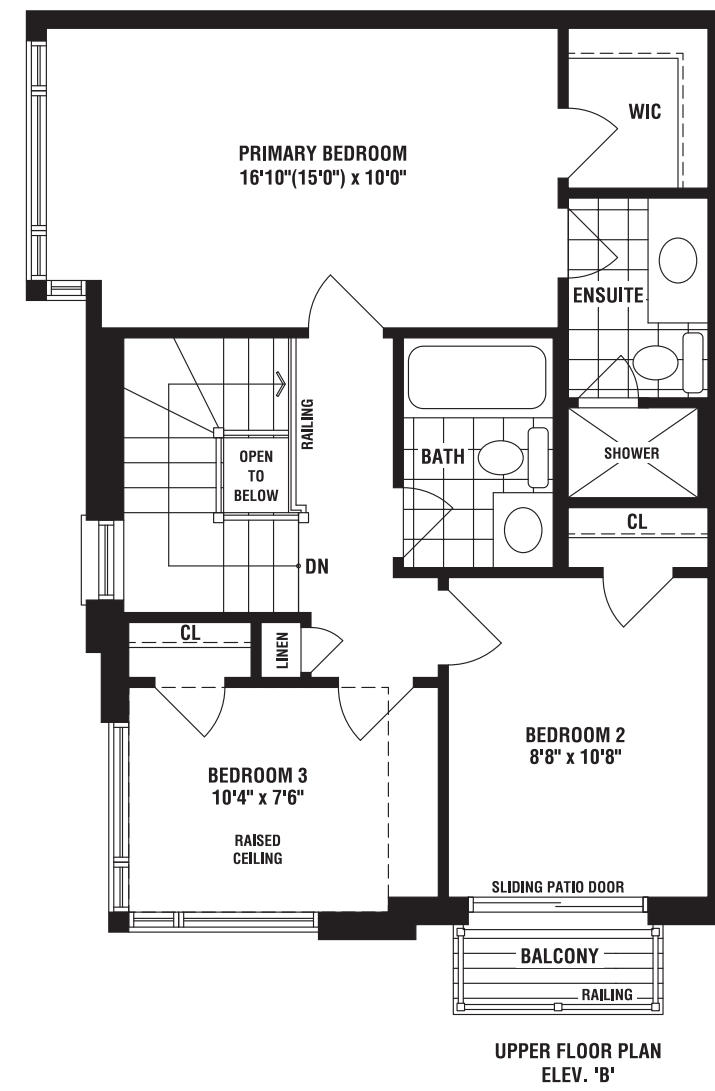 WIC
PRIMARY BEDROOM
16'10"(15'0") x 10'0"
ENSUITE
RAILING
BATH
SHOWER
OPEN
TO
BELOW
CL
DN
CL
LINEN
BEDROOM 2
8'8" x 10'8"
BEDROOM 3
10'4" x 7'6"
RAISED
CEILING
SLIDING PATIO DOOR
BALCONY
RAILING
UPPER FLOOR PLAN
ELEV. 'B'